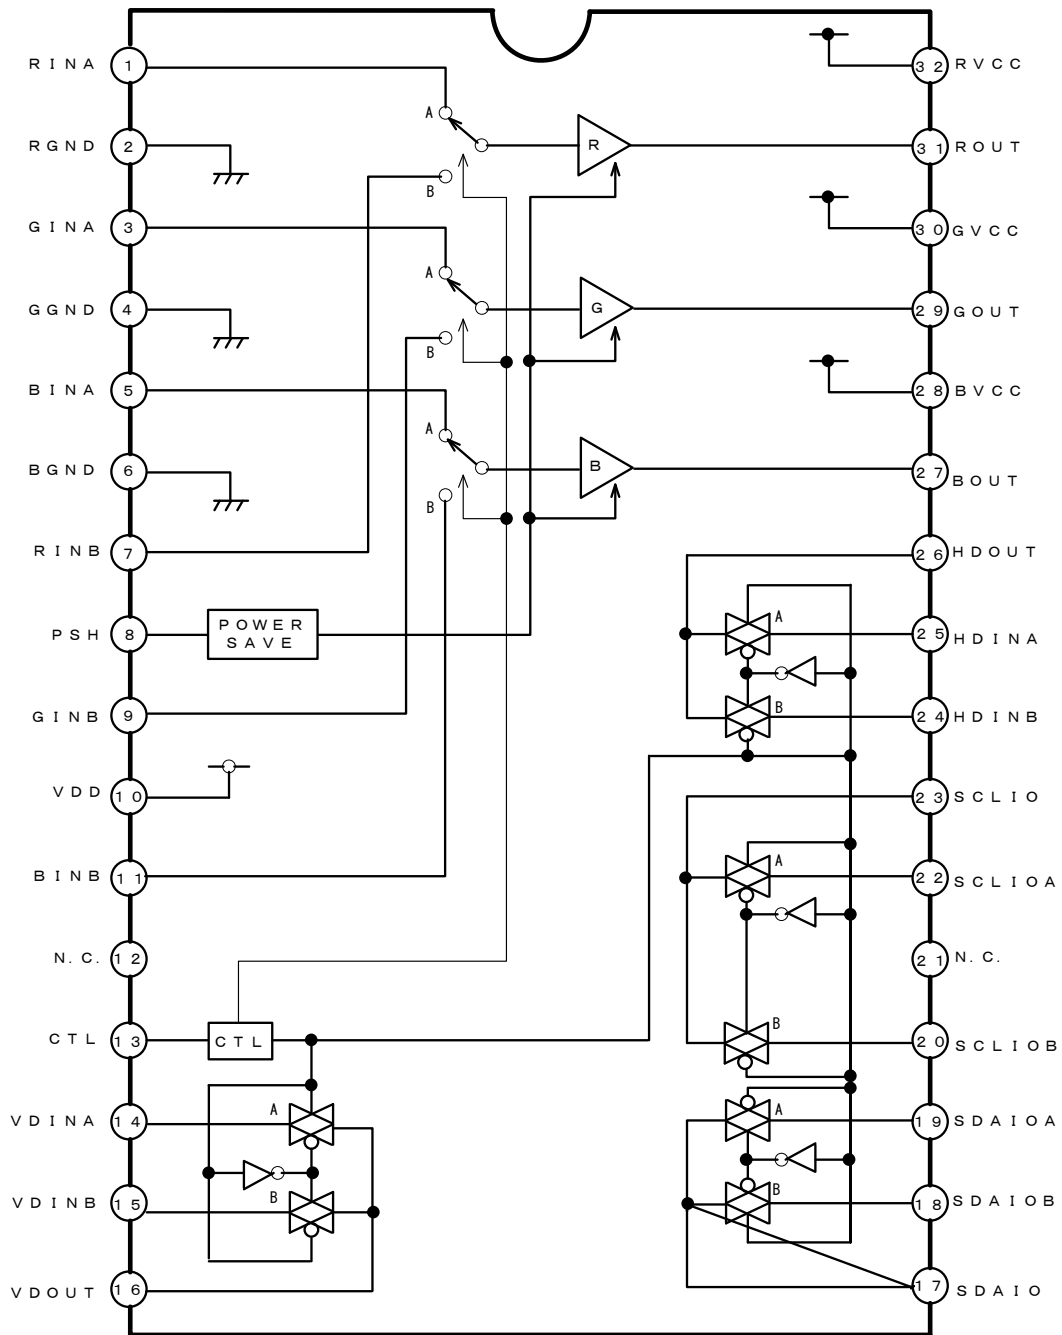 RINA 1
RGND 2
GINA 3
GGND 4
BINA 5
BGND 6
RINB 7
PSH 8
GINB 9
VDD 10
BINB 11
N.C. 12
CTL 13
VDINA 14
VDINB 15
VDOUT 16
A
B
R
A
B
G
A
B
B
POWER
SAVE
CTL
A
B
A
B
A
B
A
B
32 RVCC
31 ROUT
30 GVCC
29 GOUT
28 BVCC
27 BOUT
26 HDOUT
25 HDINA
24 HDINB
23 SCLIO
22 SCLIOA
21 N.C.
20 SCLIOB
19 SDAIOA
18 SDAIOB
17 SDAIO